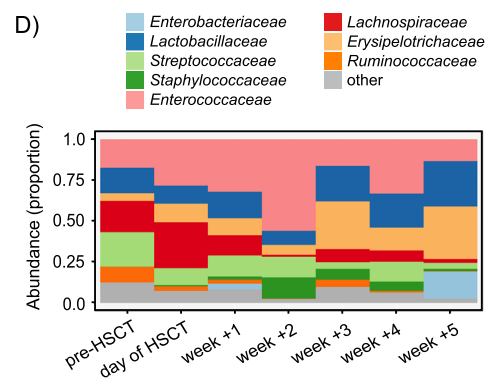 D)
Enterobacteriaceae
Lactobacillaceae
Streptococcaceae
Staphylococcaceae
Enterococcaceae
Lachnospiraceae
Erysipelotrichaceae
Ruminococcaceae
other
Abundance (proportion)
1.0
0.75
0.50
0.25
0.0
pre-HSCT
day of HSCT
week +1
week +2
week +3
week +4
week +5